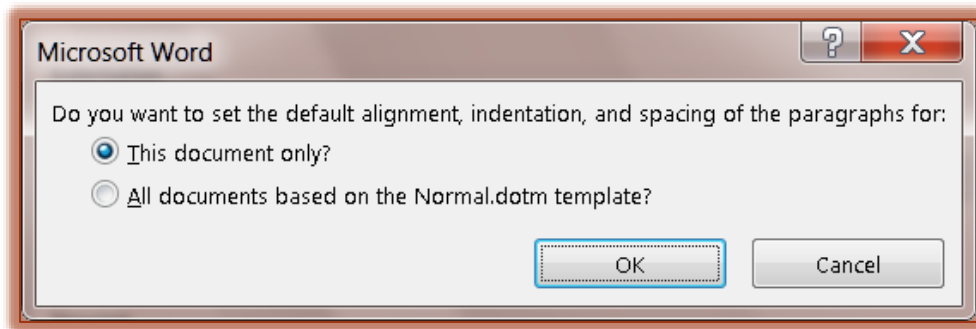 Microsoft Word
Do you want to set the default alignment, indentation, and spacing of the paragraphs for:
This document only?
All documents based on the Normal.dotm template?
OK Cancel